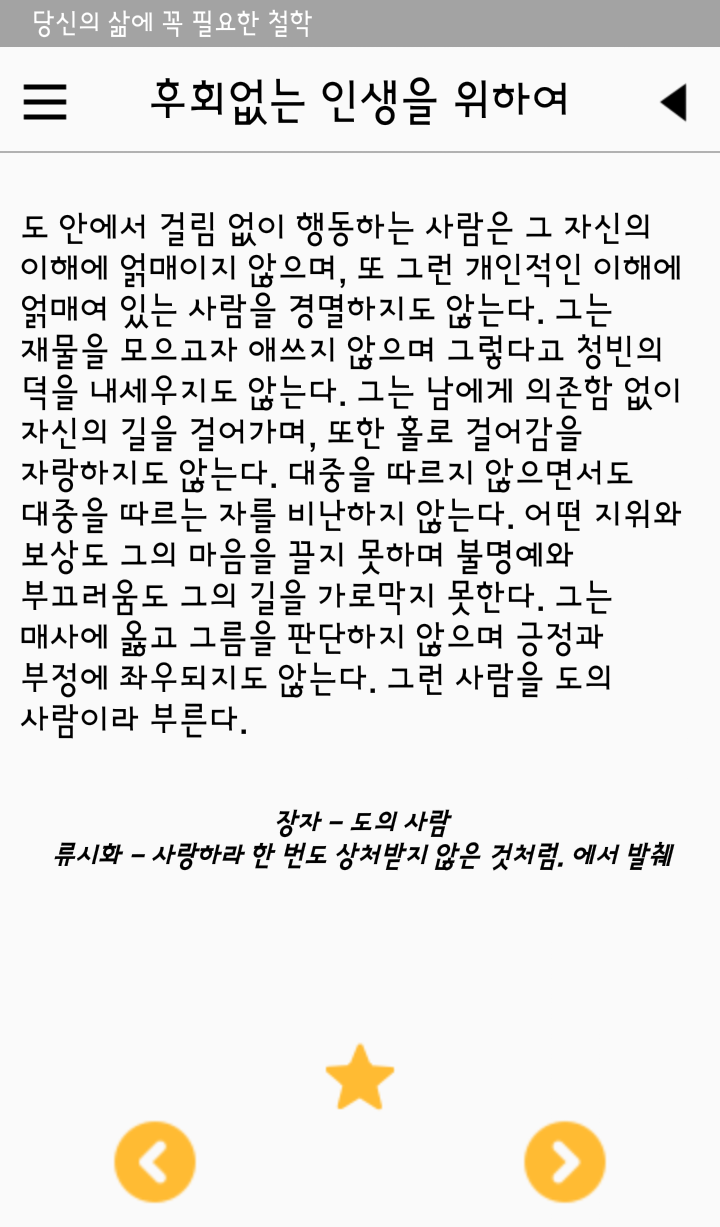 당신의 삶에 꼭 필요한 철학
후회없는 인생을 위하여
도 안에서 걸림 없이 행동하는 사람은 그 자신의
이해에 얽매이지 않으며, 또 그런 개인적인 이해에
얽매여 있는 사람을 경멸하지도 않는다. 그는
재물을 모으고자 애쓰지 않으며 그렇다고 청빈의
덕을 내세우지도 않는다. 그는 남에게 의존함 없이
자신의 길을 걸어가며, 또한 홀로 걸어감을
자랑하지도 않는다. 대중을 따르지 않으면서도
대중을 따르는 자를 비난하지 않는다. 어떤 지위와
보상도 그의 마음을 끌지 못하며 불명예와
부끄러움도 그의 길을 가로막지 못한다. 그는
매사에 옳고 그름을 판단하지 않으며 긍정과
부정에 좌우되지도 않는다. 그런 사람을 도의
사람이라 부른다.
장자 – 도의 사람
류시화 – 사랑하라 한 번도 상처받지 않은 것처럼. 에서 발췌